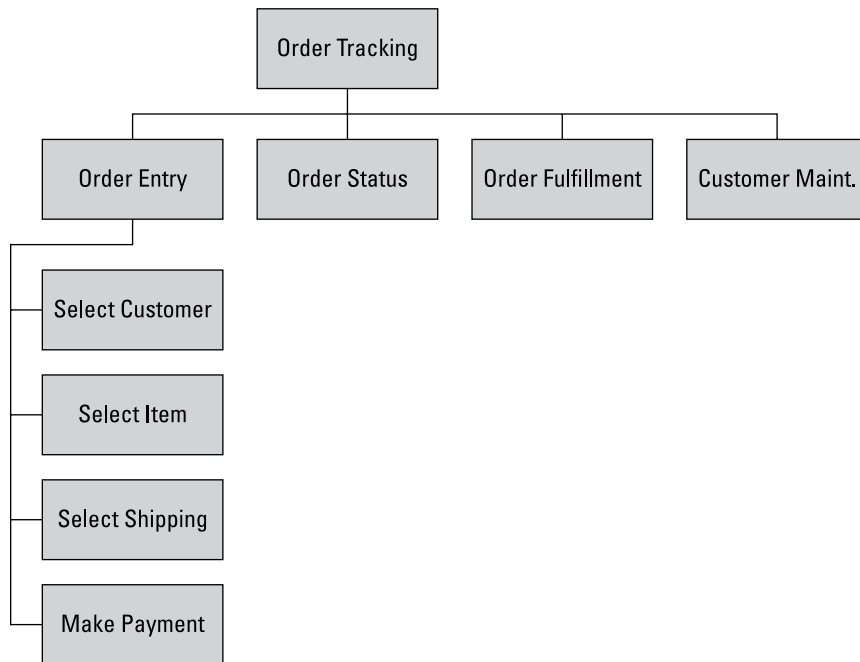 Order Tracking
Order Entry
Order Status
Order Fulfillment
Customer Maint.
Select Customer
Select Item
Select Shipping
Make Payment